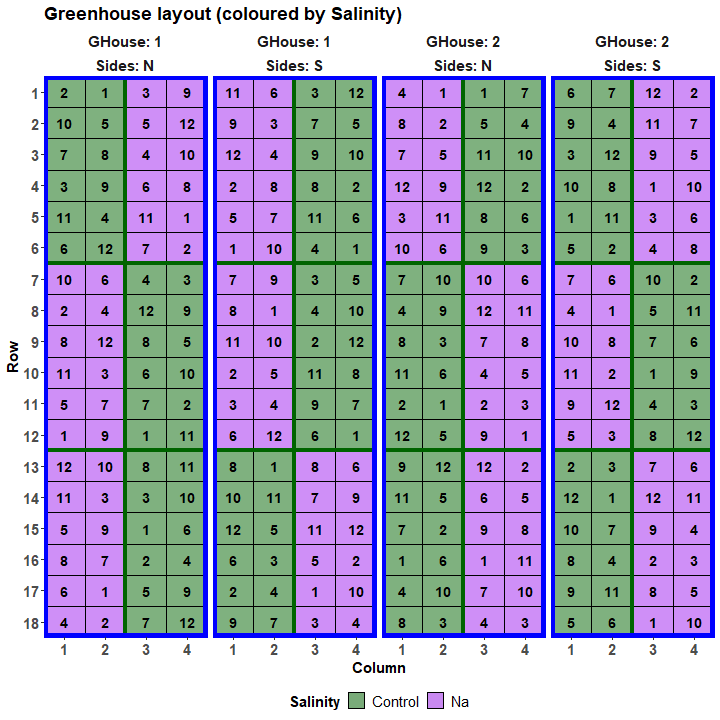 Greenhouse layout (coloured by Salinity)
GHouse: 1 GHouse: 1 GHouse: 2 GHouse: 2
Sides: N Sides: S Sides: N Sides: S
1 2 1 3 9 11 6 3 12 4 1 1 7 6 7 12 2
2 10 5 5 12 9 3 7 5 8 2 5 4 9 4 11 7
3 7 8 4 10 12 4 9 10 7 5 11 10 3 12 9 5
4 3 9 6 8 2 8 8 2 12 9 12 2 10 8 1 10
5 11 4 11 1 5 7 11 6 3 11 8 6 1 11 3 6
6 6 12 7 2 1 10 4 1 10 6 9 3 5 2 4 8
7 10 6 4 3 7 9 3 5 7 10 10 6 7 6 10 2
8 2 4 12 9 8 1 4 10 4 9 12 11 4 1 5 11
9 8 12 8 5 11 10 2 12 8 3 7 8 10 8 7 6
10 11 3 6 10 2 5 11 8 11 6 4 5 11 2 1 9
11 5 7 7 2 3 4 9 7 2 1 2 3 9 12 4 3
12 1 9 1 11 6 12 6 1 12 5 9 1 5 3 8 12
13 12 10 8 11 8 1 8 6 9 12 12 2 2 3 7 6
14 11 3 3 10 10 11 7 9 11 5 6 5 12 1 12 11
15 5 9 1 6 12 5 11 12 7 2 9 8 10 7 9 4
16 8 7 2 4 6 3 5 2 1 6 1 11 8 4 2 3
17 6 1 5 9 2 4 1 10 4 10 7 10 9 11 8 5
18 4 2 7 12 9 7 3 4 8 3 4 3 5 6 1 10
Row
1 2 3 4 1 2 3 4 1 2 3 4 1 2 3 4
Column
Salinity Control Na